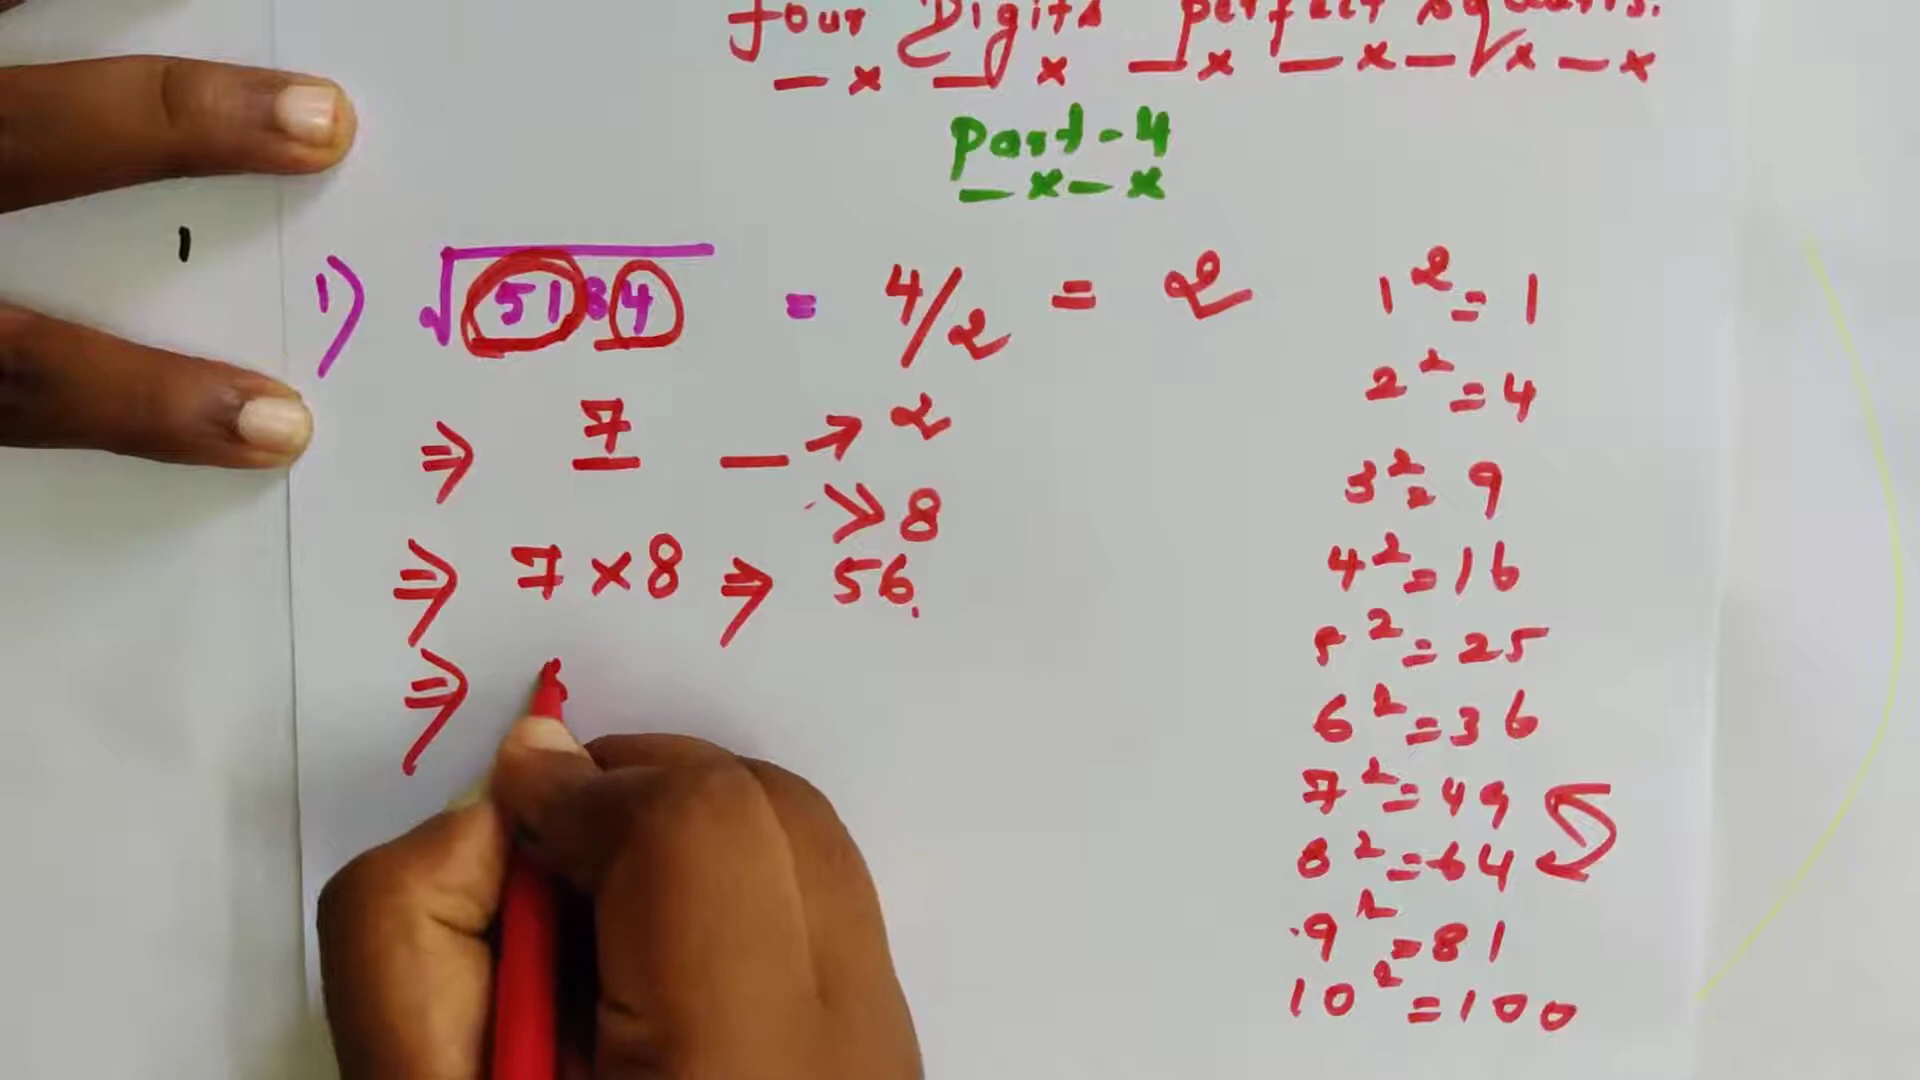 four Digits perfect squares.
Part-4
1) √5184 = 4/2 = 2
⇒ 7 _ → 2
> 8
⇒ 7 × 8 ⇒ 56.
⇒
1² = 1
2² = 4
3² = 9
4² = 16
5² = 25
6² = 36
7² = 49
8² = 64
9² = 81
10² = 100